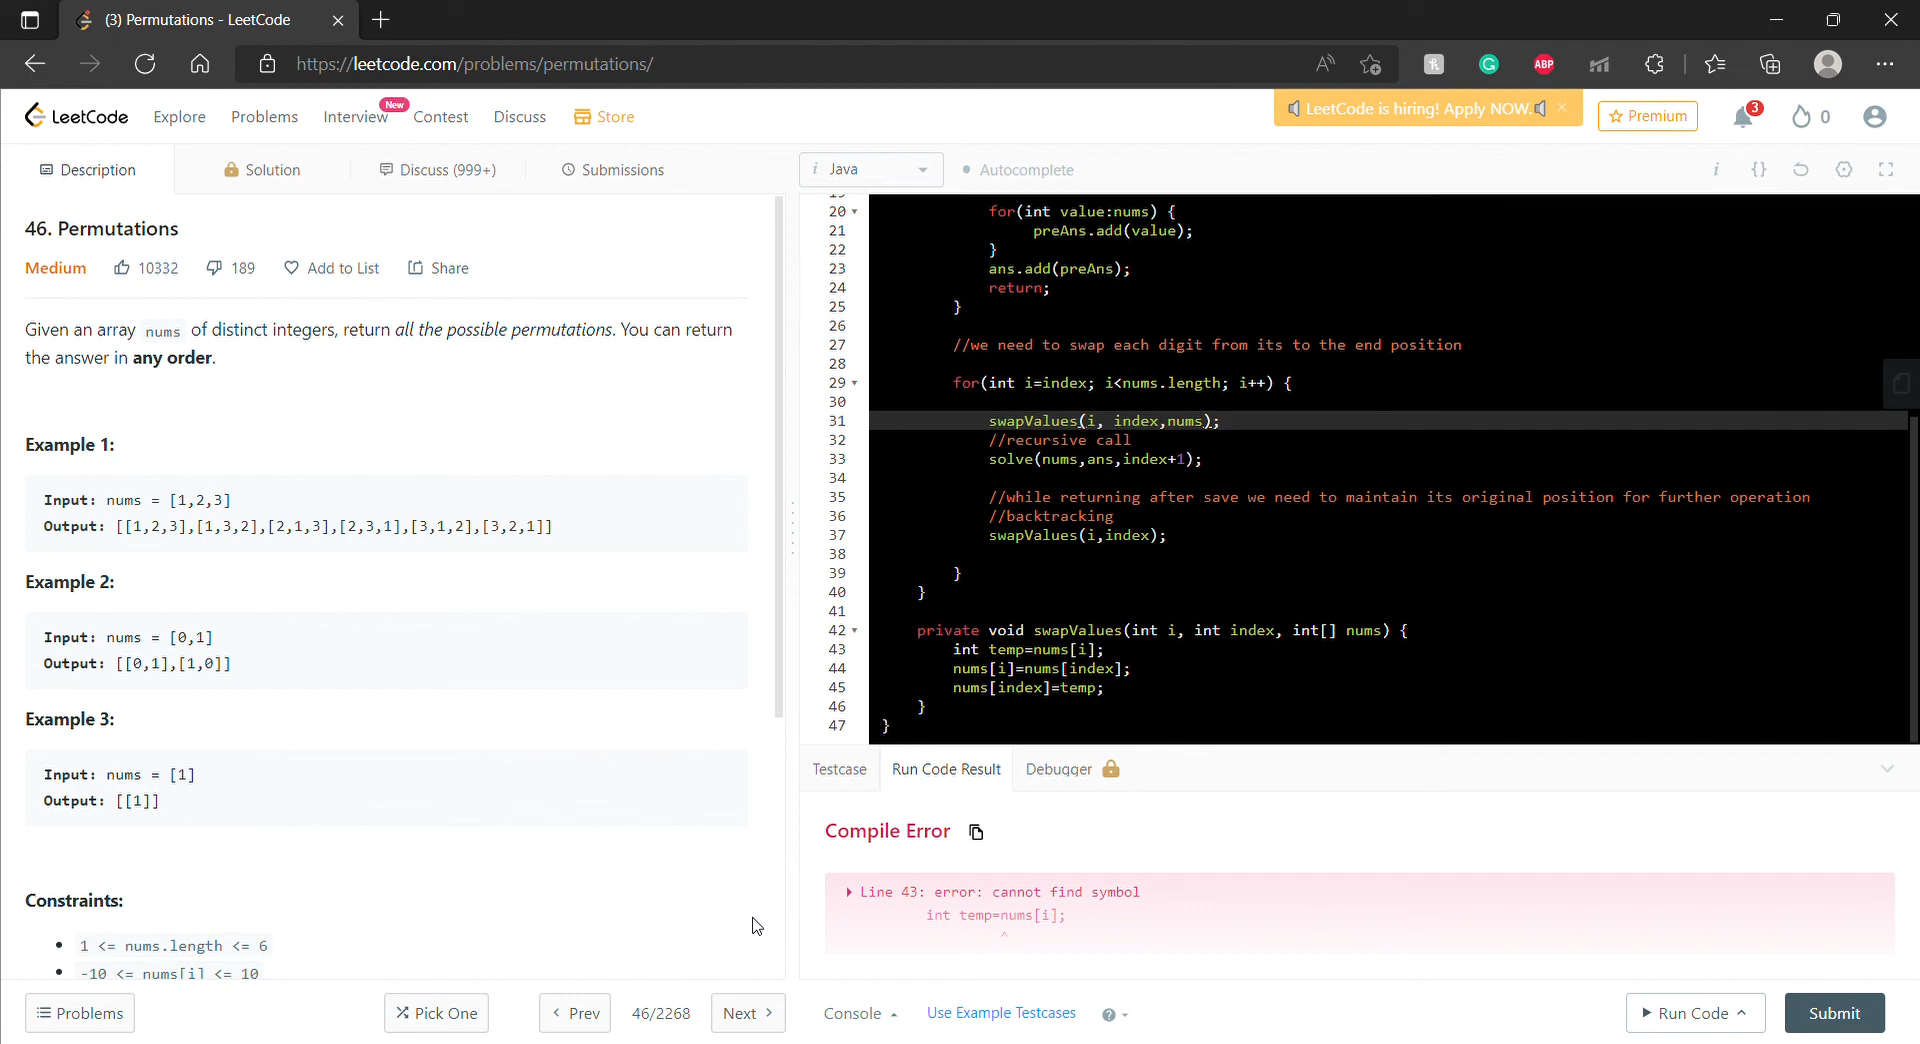 (3) Permutations - LeetCode
https://leetcode.com/problems/permutations/
ABP
LeetCode Explore Problems Interview New Contest Discuss Store
LeetCode is hiring! Apply NOW.
Premium
3
0
Description
Solution
Discuss (999+)
Submissions
46. Permutations
Medium 10332 189 Add to List Share
Given an array nums of distinct integers, return all the possible permutations. You can return
the answer in any order.
Example 1:
Input: nums = [1,2,3]
Output: [[1,2,3],[1,3,2],[2,1,3],[2,3,1],[3,1,2],[3,2,1]]
Example 2:
Input: nums = [0,1]
Output: [[0,1],[1,0]]
Example 3:
Input: nums = [1]
Output: [[1]]
Constraints:
• 1 <= nums.length <= 6
• -10 <= nums[i] <= 10
Problems
Pick One
Prev
46/2268
Next
i Java
Autocomplete
i {}
20 for(int value:nums) {
21 preAns.add(value);
22 }
23 ans.add(preAns);
24 return;
25 }
26
27 //we need to swap each digit from its to the end position
28
29 for(int i=index; i<nums.length; i++) {
30
31 swapValues(i, index,nums);
32 //recursive call
33 solve(nums,ans,index+1);
34
35 //while returning after save we need to maintain its original position for further operation
36 //backtracking
37 swapValues(i,index);
38
39 }
40 }
41
42 private void swapValues(int i, int index, int[] nums) {
43 int temp=nums[i];
44 nums[i]=nums[index];
45 nums[index]=temp;
46 }
47 }
Testcase
Run Code Result
Debugger
Compile Error
Line 43: error: cannot find symbol
int temp=nums[i];
^
Console
Use Example Testcases
?
Run Code
Submit